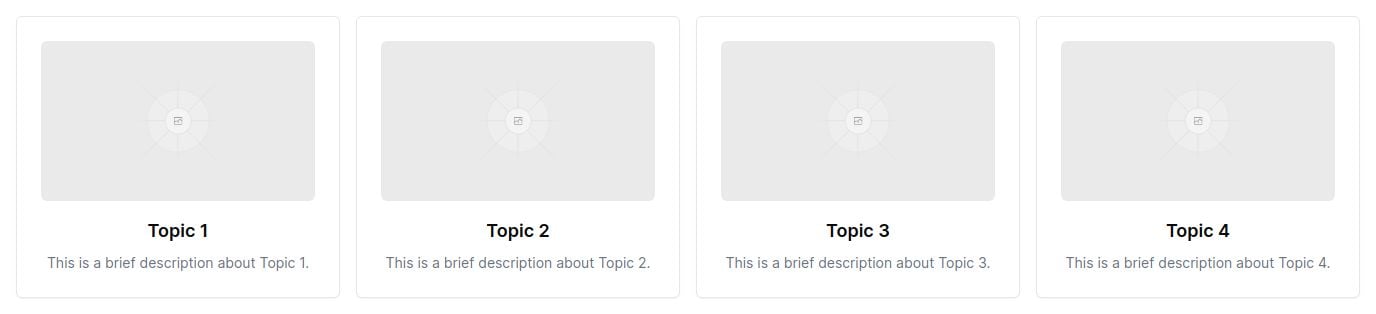 Topic 1
This is a brief description about Topic 1.
Topic 2
This is a brief description about Topic 2.
Topic 3
This is a brief description about Topic 3.
Topic 4
This is a brief description about Topic 4.